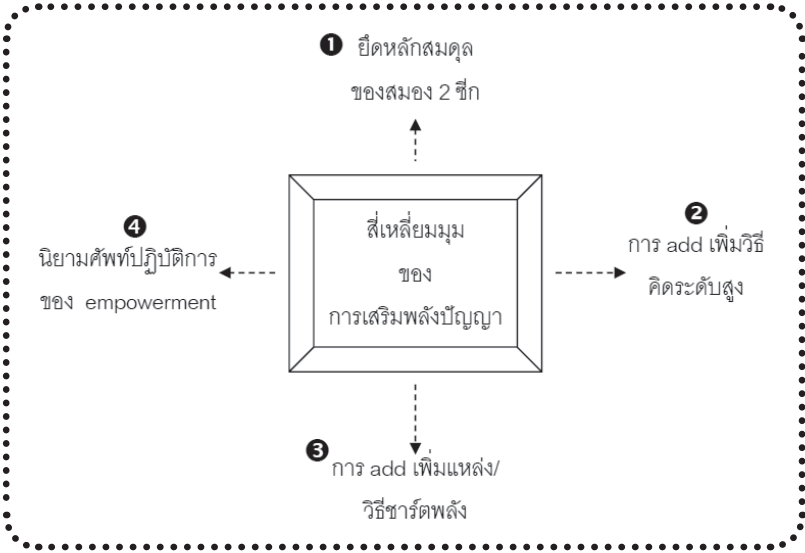 ❶ ยึดหลักสมดุล
ของสมอง 2 ซีก
❹
นิยามศัพท์ปฏิบัติการ
ของ empowerment
สี่เหลี่ยมมุม
ของ
การเสริมพลังปัญญา
❷
การ add เพิ่มวิธี
คิดระดับสูง
❸
การ add เพิ่มแหล่ง/
วิธีชาร์ตพลัง